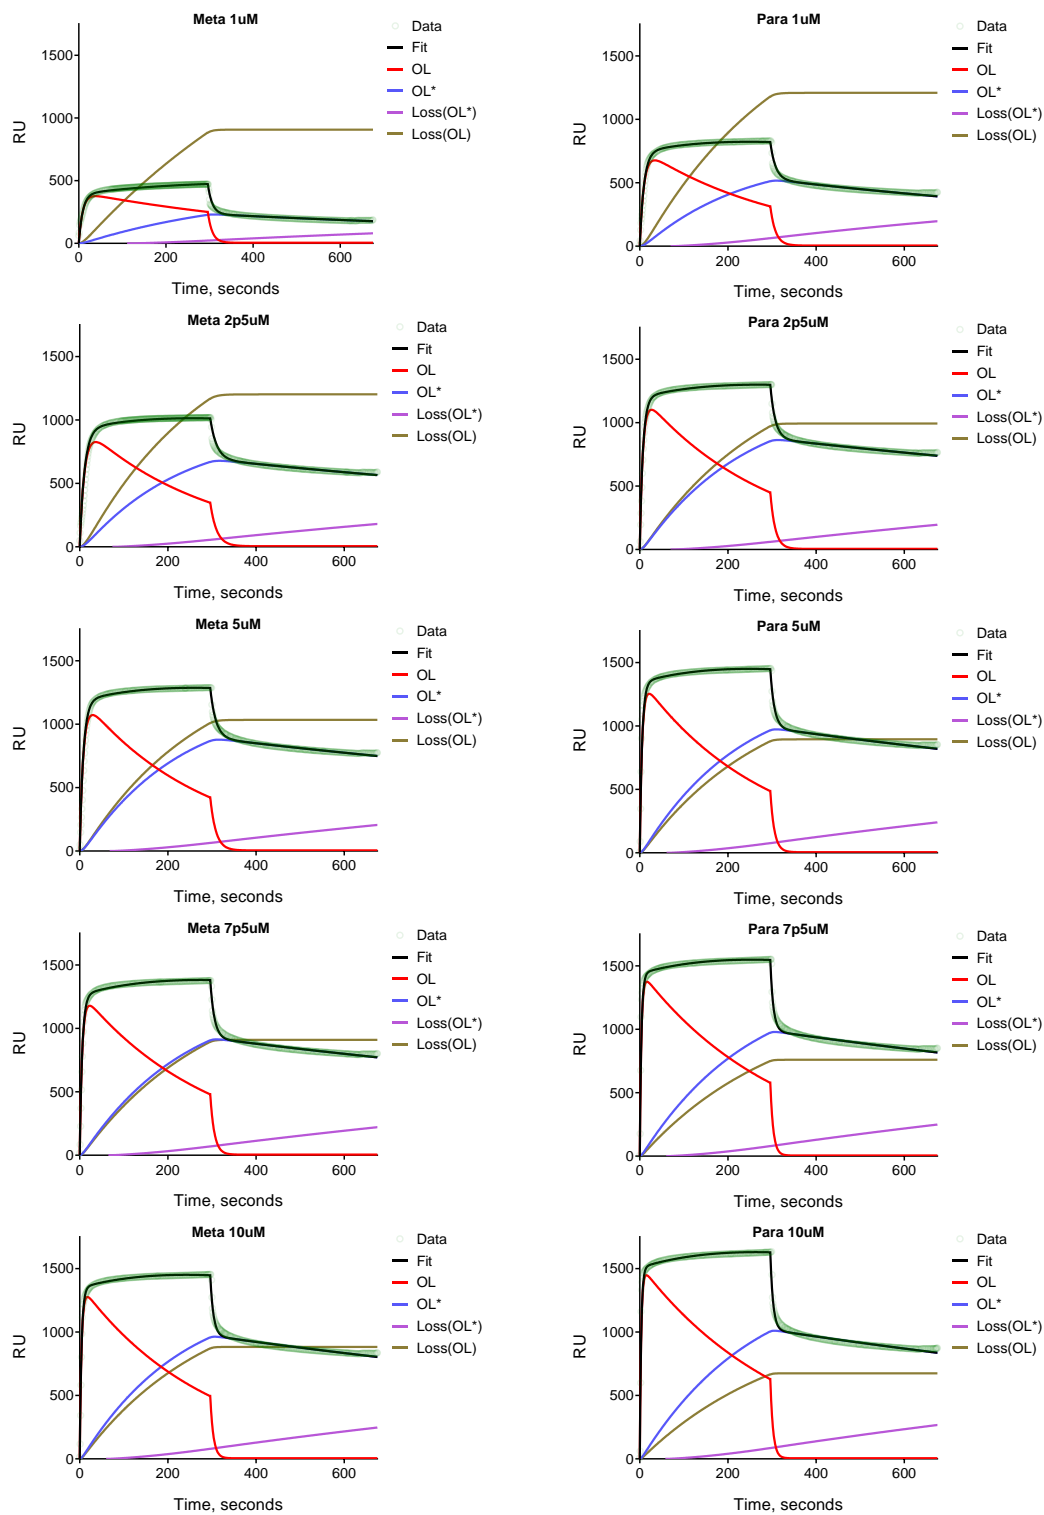 Meta 1uM
Data
Fit
OL
OL*
Loss(OL*)
Loss(OL)
1500
1000
500
0
RU
0 200 400 600
Time, seconds
Para 1uM
Data
Fit
OL
OL*
Loss(OL*)
Loss(OL)
1500
1000
500
0
RU
0 200 400 600
Time, seconds
Meta 2p5uM
Data
Fit
OL
OL*
Loss(OL*)
Loss(OL)
1500
1000
500
0
RU
0 200 400 600
Time, seconds
Para 2p5uM
Data
Fit
OL
OL*
Loss(OL*)
Loss(OL)
1500
1000
500
0
RU
0 200 400 600
Time, seconds
Meta 5uM
Data
Fit
OL
OL*
Loss(OL*)
Loss(OL)
1500
1000
500
0
RU
0 200 400 600
Time, seconds
Para 5uM
Data
Fit
OL
OL*
Loss(OL*)
Loss(OL)
1500
1000
500
0
RU
0 200 400 600
Time, seconds
Meta 7p5uM
Data
Fit
OL
OL*
Loss(OL*)
Loss(OL)
1500
1000
500
0
RU
0 200 400 600
Time, seconds
Para 7p5uM
Data
Fit
OL
OL*
Loss(OL*)
Loss(OL)
1500
1000
500
0
RU
0 200 400 600
Time, seconds
Meta 10uM
Data
Fit
OL
OL*
Loss(OL*)
Loss(OL)
1500
1000
500
0
RU
0 200 400 600
Time, seconds
Para 10uM
Data
Fit
OL
OL*
Loss(OL*)
Loss(OL)
1500
1000
500
0
RU
0 200 400 600
Time, seconds